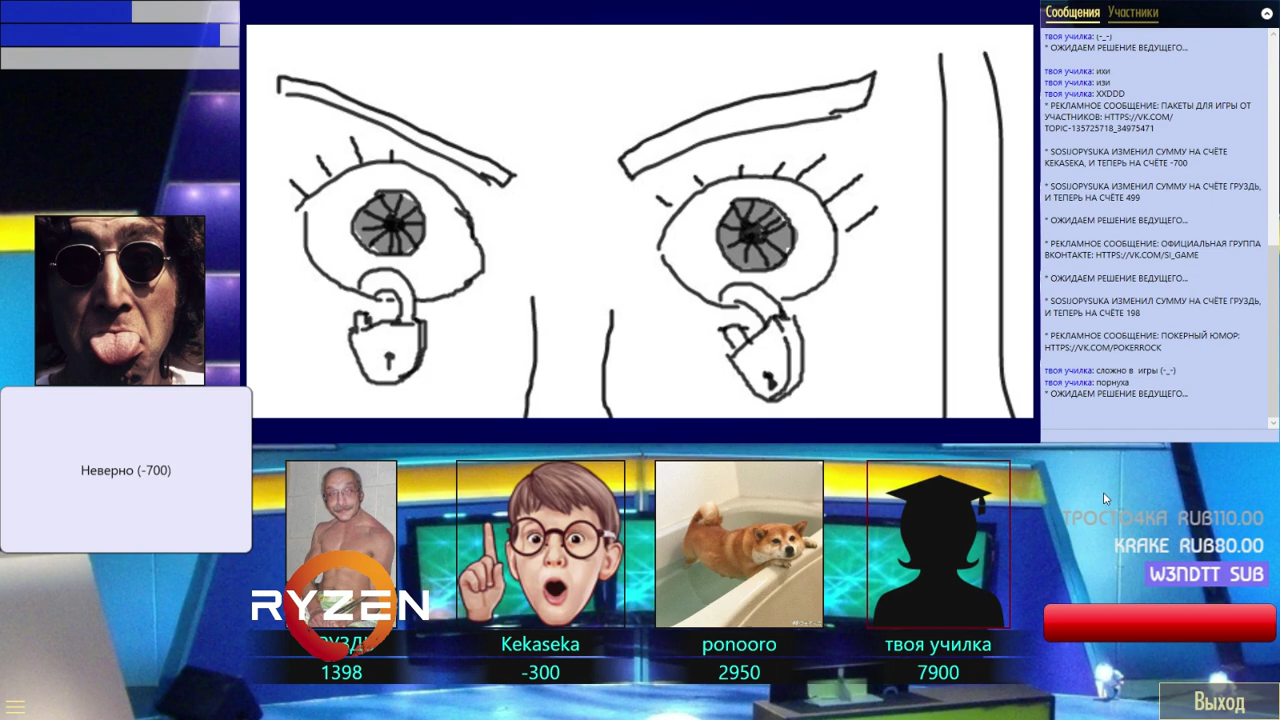 Сообщения Участники
твоя училка: (-_-)
* ОЖИДАЕМ РЕШЕНИЕ ВЕДУЩЕГО...
твоя училка: ихи
твоя училка: изи
твоя училка: XXDDD
* РЕКЛАМНОЕ СООБЩЕНИЕ: ПАКЕТЫ ДЛЯ ИГРЫ ОТ
УЧАСТНИКОВ: HTTPS://VK.COM/
TOPIC-135725718_34975471
* SOSIJOPYSUKA ИЗМЕНИЛ СУММУ НА СЧЁТЕ
KEKASEKA, И ТЕПЕРЬ НА СЧЁТЕ -700
* SOSIJOPYSUKA ИЗМЕНИЛ СУММУ НА СЧЁТЕ ГРУЗДЬ,
И ТЕПЕРЬ НА СЧЁТЕ 499
* ОЖИДАЕМ РЕШЕНИЕ ВЕДУЩЕГО...
* РЕКЛАМНОЕ СООБЩЕНИЕ: ОФИЦИАЛЬНАЯ ГРУППА
ВКОНТАКТЕ: HTTPS://VK.COM/SI_GAME
* ОЖИДАЕМ РЕШЕНИЕ ВЕДУЩЕГО...
* SOSIJOPYSUKA ИЗМЕНИЛ СУММУ НА СЧЁТЕ ГРУЗДЬ,
И ТЕПЕРЬ НА СЧЁТЕ 198
* РЕКЛАМНОЕ СООБЩЕНИЕ: ПОКЕРНЫЙ ЮМОР:
HTTPS://VK.COM/POKERROCK
твоя училка: сложно в игры (-_-)
твоя училка: порнуха
* ОЖИДАЕМ РЕШЕНИЕ ВЕДУЩЕГО...
Неверно (-700)
ТРОСТО4КА RUB110.00
KRAKE RUB80.00
W3NDTT SUB
RYZEN
Kekaseka
ponooro
твоя училка
1398
-300
2950
7900
Выход